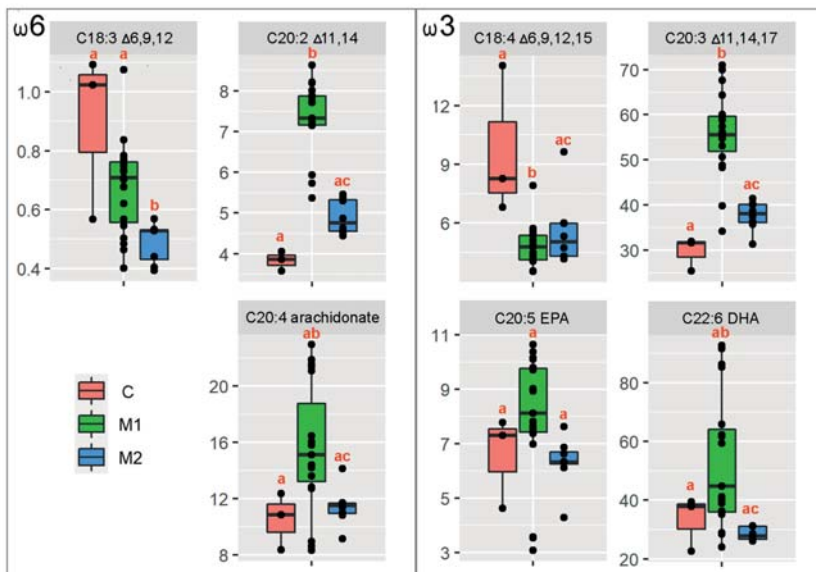 ω6
C18:3 Δ6,9,12
a a b
1.0
0.8
0.6
0.4
C20:2 Δ11,14
b
a ac
8
7
6
5
4
C20:4 arachidonate
ab
a ac
20
16
12
8
C
M1
M2
ω3
C18:4 Δ6,9,12,15
a b ac
12
9
6
C20:3 Δ11,14,17
b
a ac
70
60
50
40
30
C20:5 EPA
a
a a
11
9
7
5
3
C22:6 DHA
ab
a ac
80
60
40
20